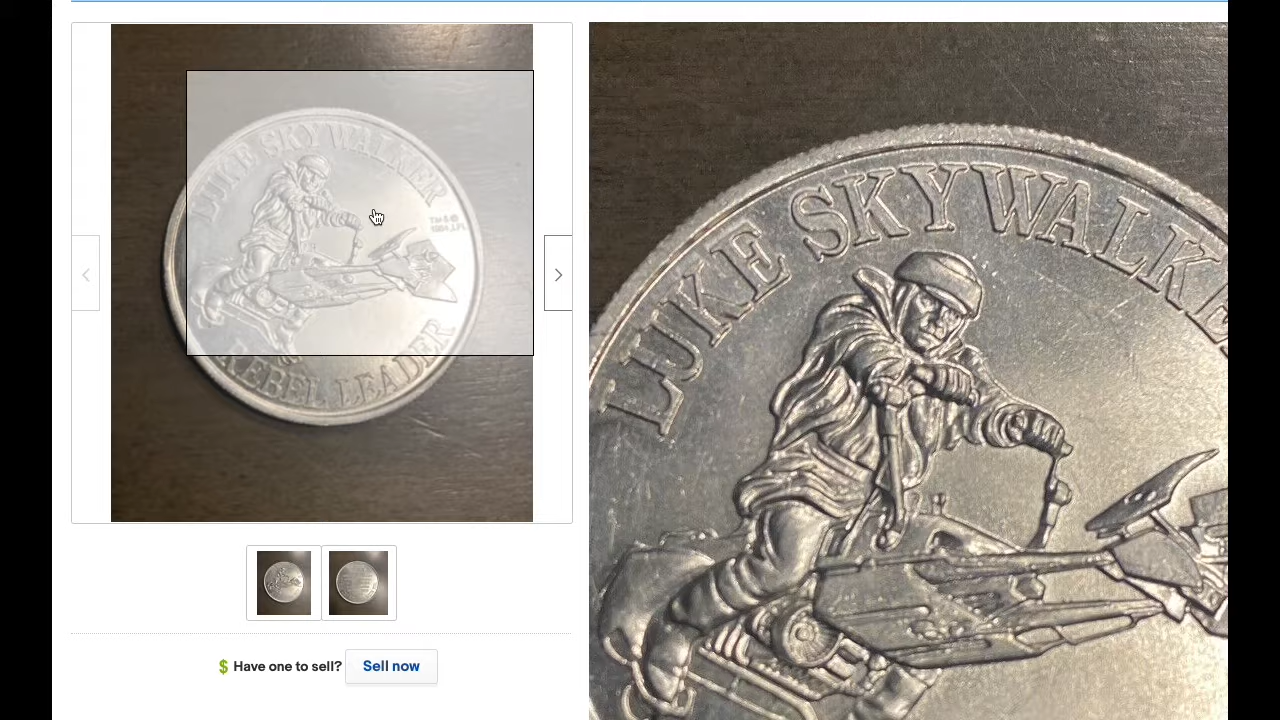 LUKE SKYWALKER
REBEL LEADER
LUKE SKYWALKE
$ Have one to sell? Sell now